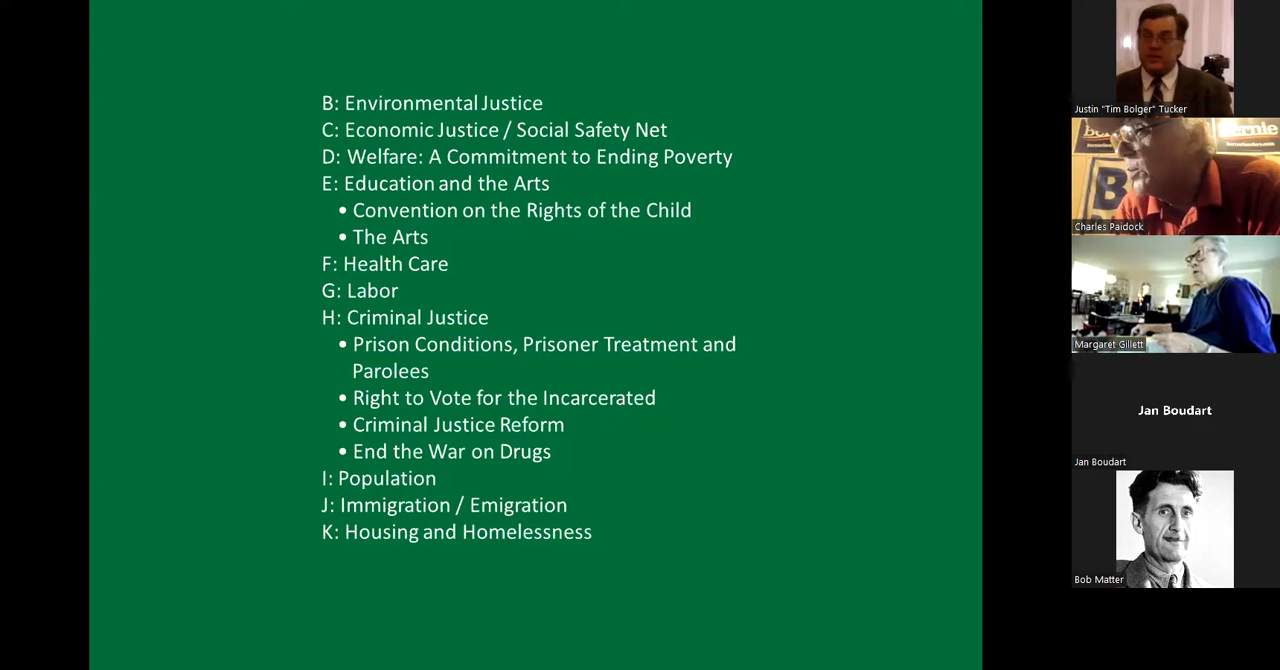 B: Environmental Justice
C: Economic Justice / Social Safety Net
D: Welfare: A Commitment to Ending Poverty
E: Education and the Arts
• Convention on the Rights of the Child
• The Arts
F: Health Care
G: Labor
H: Criminal Justice
• Prison Conditions, Prisoner Treatment and
Parolees
• Right to Vote for the Incarcerated
• Criminal Justice Reform
• End the War on Drugs
I: Population
J: Immigration / Emigration
K: Housing and Homelessness
Justin "Tim Bolger" Tucker
Charles Paidock
Margaret Gillett
Jan Boudart
Jan Boudart
Bob Matter